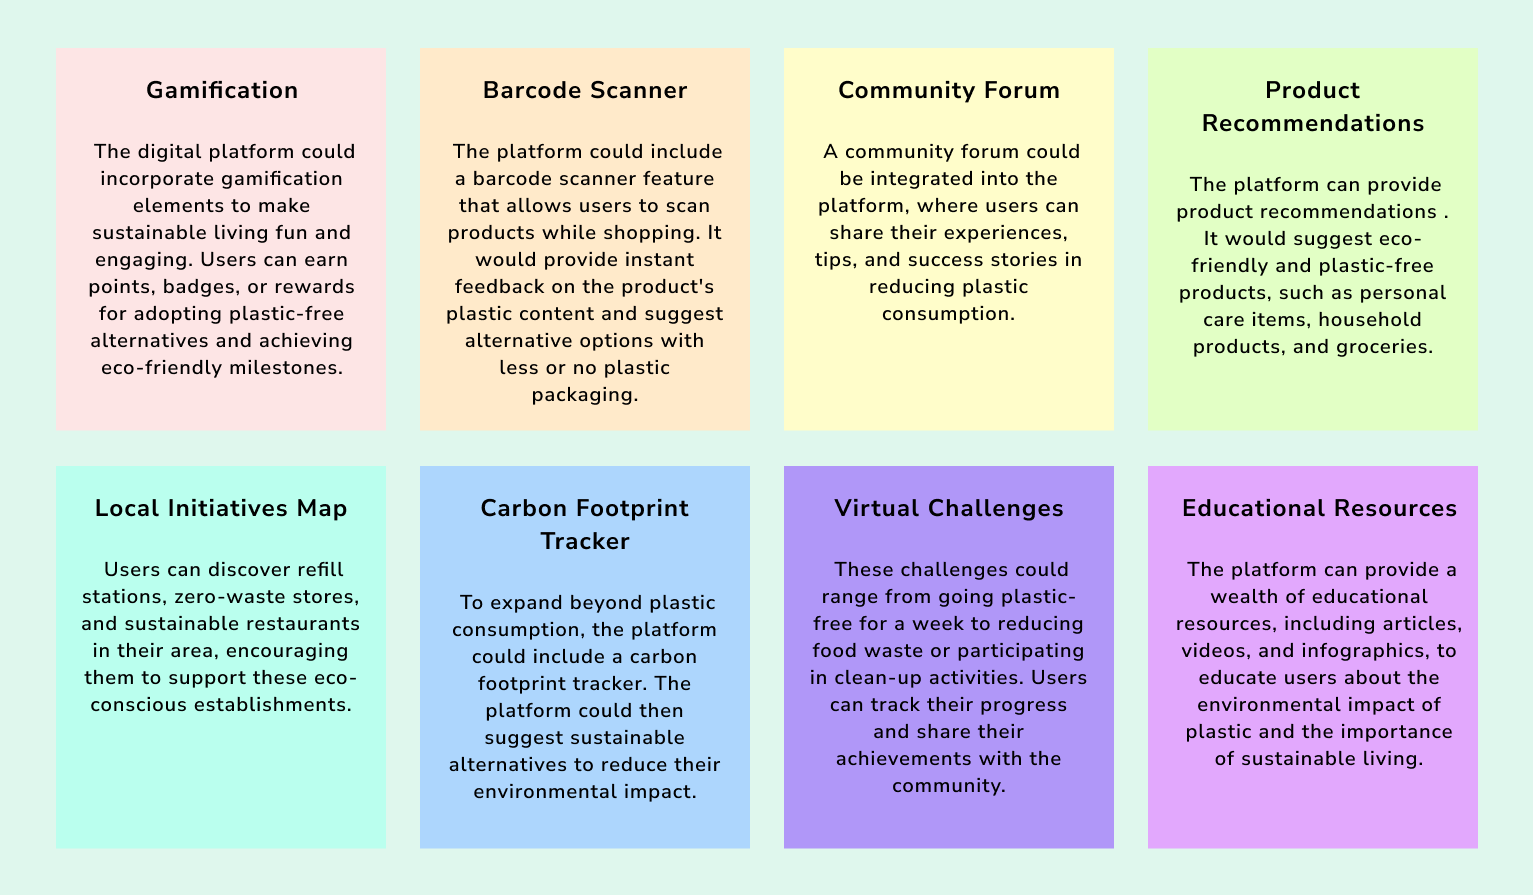 Gamification
The digital platform could
incorporate gamification
elements to make
sustainable living fun and
engaging. Users can earn
points, badges, or rewards
for adopting plastic-free
alternatives and achieving
eco-friendly milestones.
Barcode Scanner
The platform could include
a barcode scanner feature
that allows users to scan
products while shopping. It
would provide instant
feedback on the product's
plastic content and suggest
alternative options with
less or no plastic
packaging.
Community Forum
A community forum could
be integrated into the
platform, where users can
share their experiences,
tips, and success stories in
reducing plastic
consumption.
Product
Recommendations
The platform can provide
product recommendations .
It would suggest eco-
friendly and plastic-free
products, such as personal
care items, household
products, and groceries.
Local Initiatives Map
Users can discover refill
stations, zero-waste stores,
and sustainable restaurants
in their area, encouraging
them to support these eco-
conscious establishments.
Carbon Footprint
Tracker
To expand beyond plastic
consumption, the platform
could include a carbon
footprint tracker. The
platform could then
suggest sustainable
alternatives to reduce their
environmental impact.
Virtual Challenges
These challenges could
range from going plastic-
free for a week to reducing
food waste or participating
in clean-up activities. Users
can track their progress
and share their
achievements with the
community.
Educational Resources
The platform can provide a
wealth of educational
resources, including articles,
videos, and infographics, to
educate users about the
environmental impact of
plastic and the importance
of sustainable living.